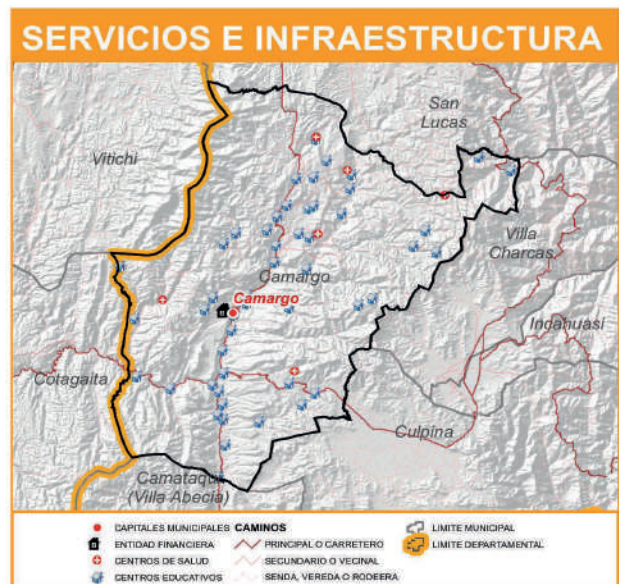 SERVICIOS E INFRAESTRUCTURA
San
Lucas
Vitichi
Villa
Charcas
Camargo
Camargo
Incahuasi
Cotagaita
Culpina
Camataqui
(Villa Abecia)
CAPITALES MUNICIPALES
ENTIDAD FINANCIERA
CENTROS DE SALUD
CENTROS EDUCATIVOS
CAMINOS
PRINCIPAL O CARRETERO
SECUNDARIO O VECINAL
SENDA, VEREDA O RODEERA
LIMITE MUNICIPAL
LIMITE DEPARTAMENTAL